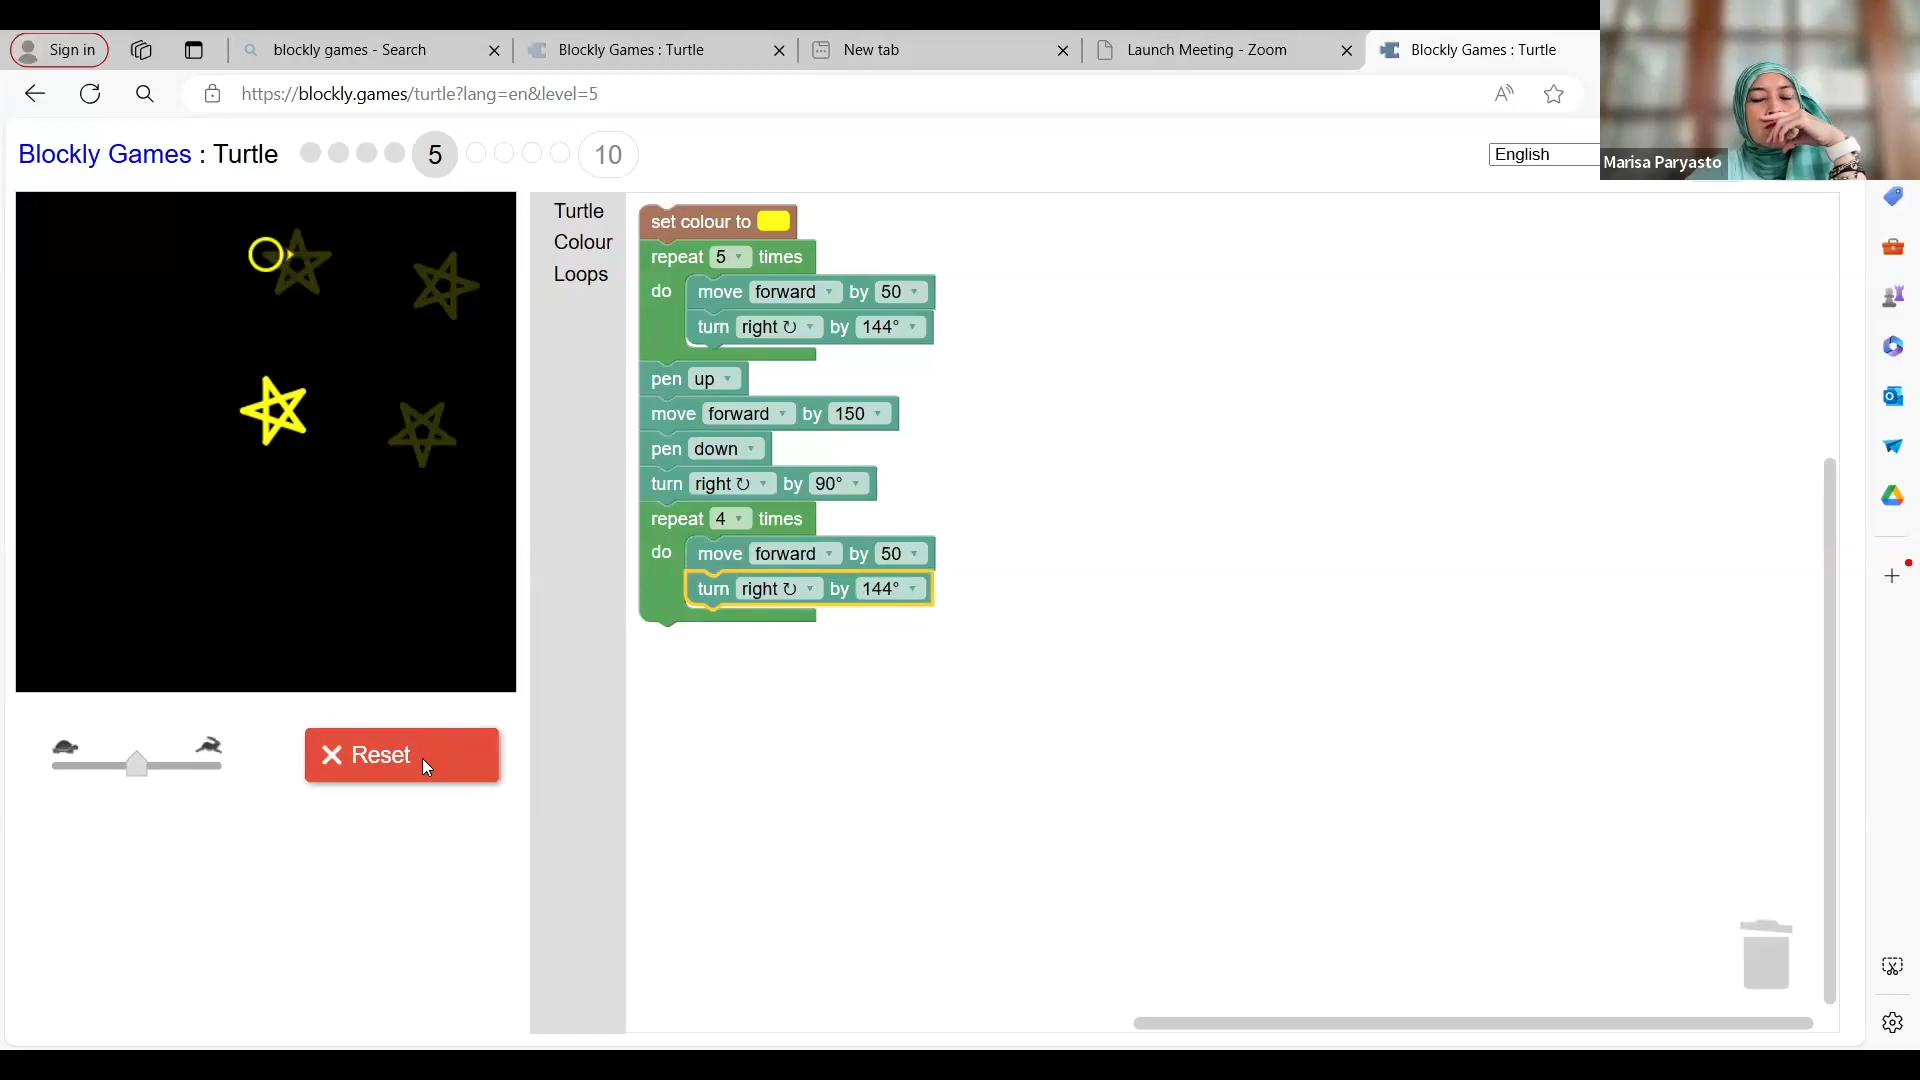 Sign in
blockly games - Search
Blockly Games : Turtle
New tab
Launch Meeting - Zoom
Blockly Games : Turtle
https://blockly.games/turtle?lang=en&level=5
Marisa Paryasto
Blockly Games : Turtle
5
10
English
Turtle
Colour
Loops
set colour to
repeat 5 times
do move forward by 50
turn right ↻ by 144°
pen up
move forward by 150
pen down
turn right ↻ by 90°
repeat 4 times
do move forward by 50
turn right ↻ by 144°
Reset